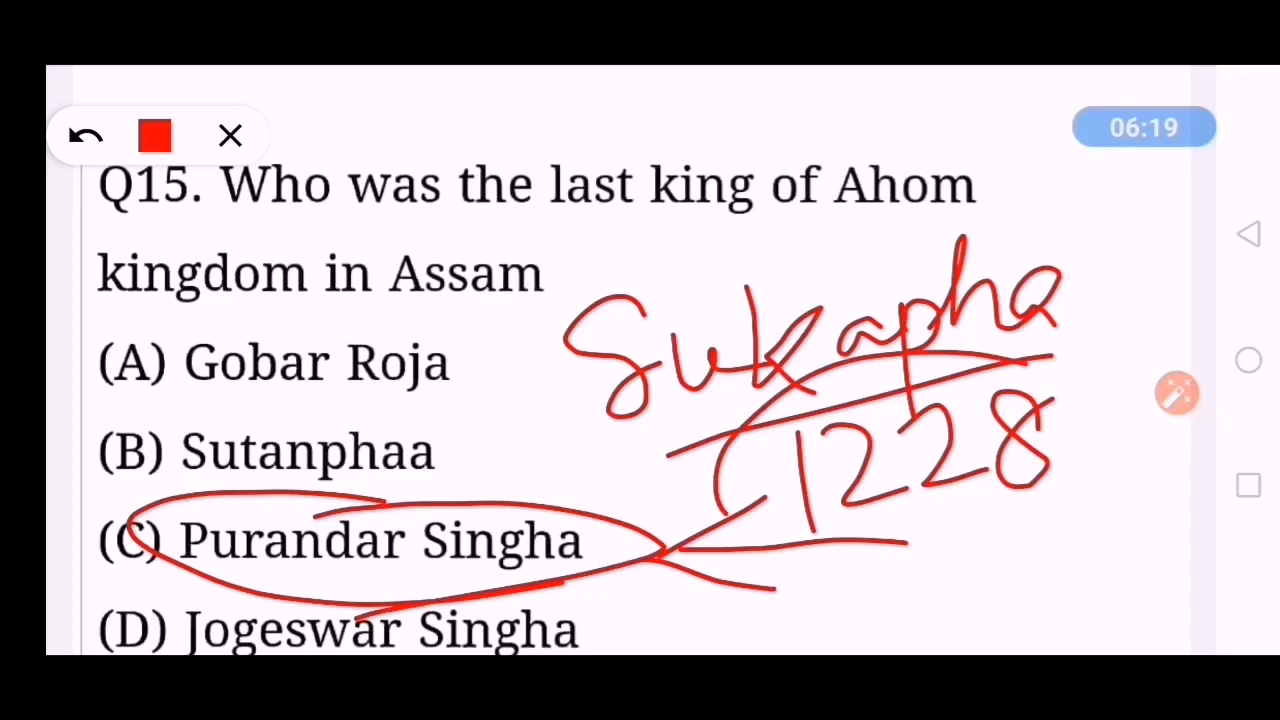 06:19
Q15. Who was the last king of Ahom
kingdom in Assam
Sukapha
1228
(A) Gobar Roja
(B) Sutanphaa
(C) Purandar Singha
(D) Jogeswar Singha